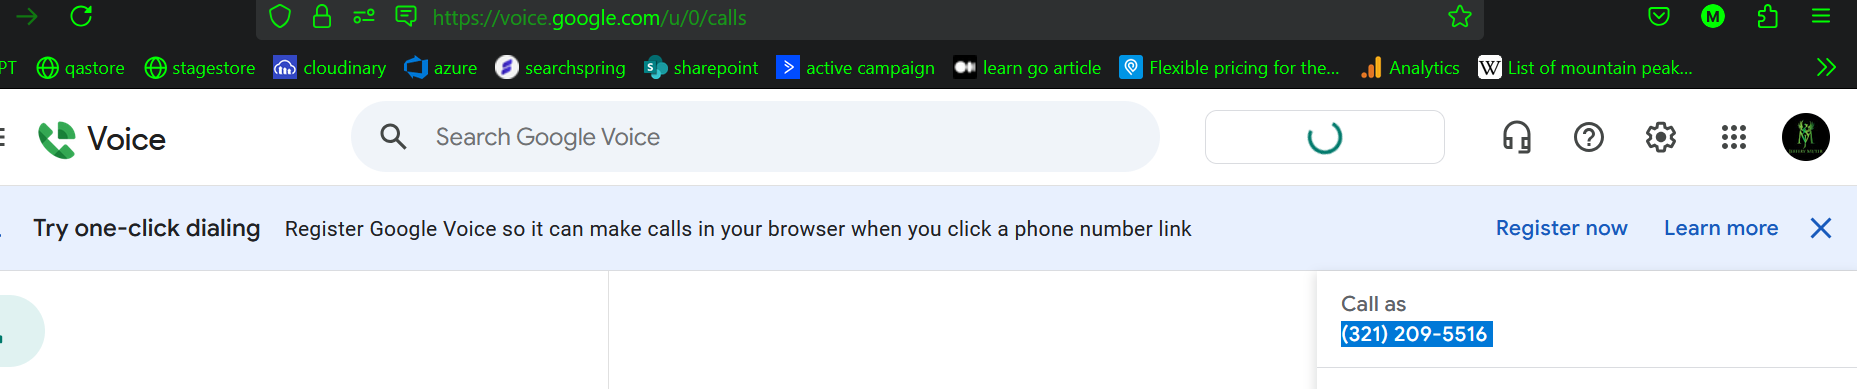 https://voice.google.com/u/0/calls
PT qastore stagestore cloudinary azure searchspring sharepoint active campaign learn go article Flexible pricing for the... Analytics W List of mountain peak...
Voice Search Google Voice
Try one-click dialing Register Google Voice so it can make calls in your browser when you click a phone number link Register now Learn more
Call as
(321) 209-5516